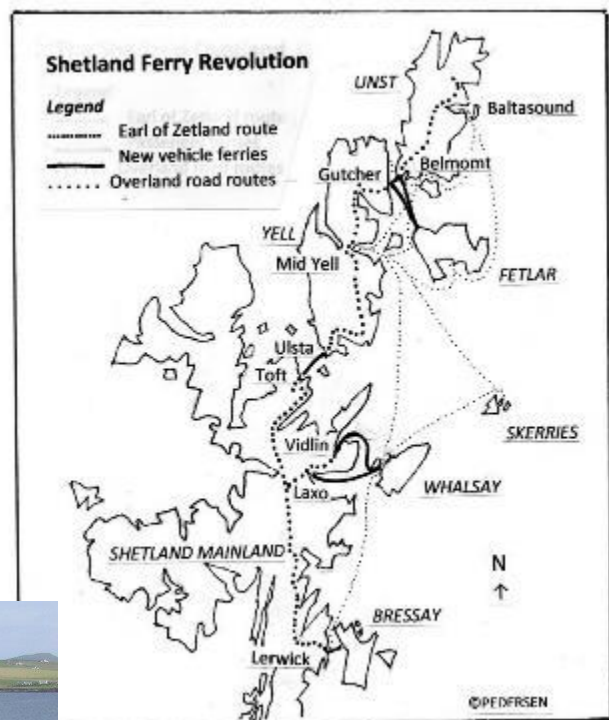 Shetland Ferry Revolution
Legend
Earl of Zetland route
New vehicle ferries
Overland road routes
UNST
Baltasound
Gutcher
Belmomt
YELL
Mid Yell
FETLAR
Ulsta
Toft
Vidlin
SKERRIES
Laxo
WHALSAY
SHETLAND MAINLAND
N
BRESSAY
Lerwick
©PEDERSEN